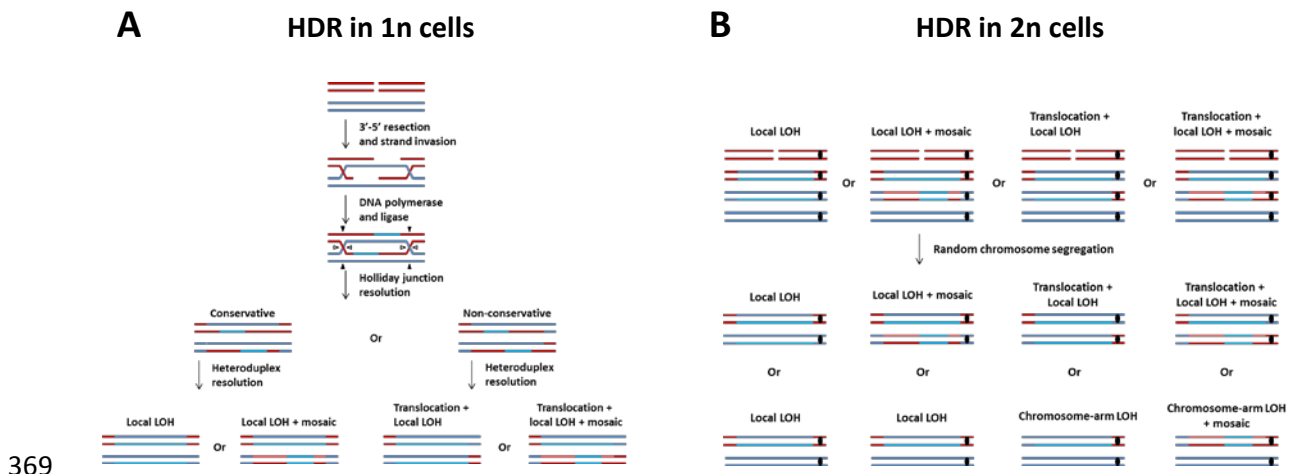 A
HDR in 1n cells
3'-5' resection
and strand invasion
DNA polymerase
and ligase
Holliday junction
resolution
Conservative
Or
Non-conservative
Heteroduplex
resolution
Heteroduplex
resolution
Local LOH
Or
Local LOH + mosaic
Translocation +
Local LOH
Or
Translocation +
local LOH + mosaic
B
HDR in 2n cells
Local LOH
Or
Local LOH + mosaic
Or
Translocation +
Local LOH
Or
Translocation +
local LOH + mosaic
Random chromosome segregation
Local LOH
Local LOH + mosaic
Translocation +
Local LOH
Translocation +
Local LOH + mosaic
Or
Or
Or
Or
Local LOH
Local LOH
Chromosome-arm LOH
Chromosome-arm LOH
+ mosaic
369